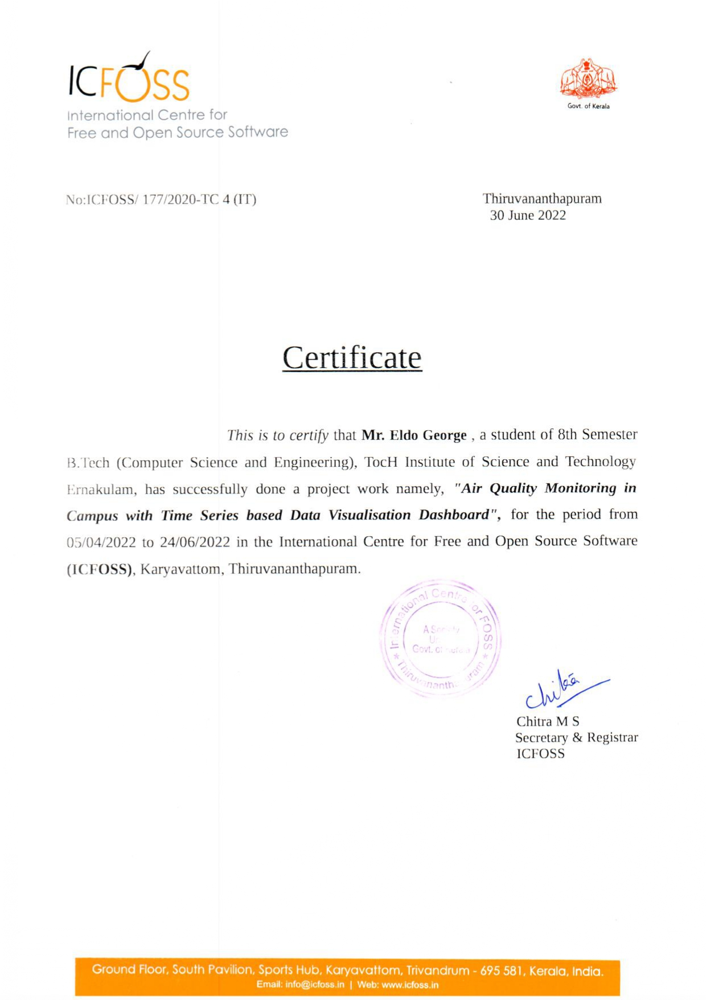 ICFOSS
International Centre for
Free and Open Source Software
Govt. of Kerala
No:ICFOSS/ 177/2020-TC 4 (IT)
Thiruvananthapuram
30 June 2022
Certificate
This is to certify that Mr. Eldo George , a student of 8th Semester
B.Tech (Computer Science and Engineering), TocH Institute of Science and Technology
Ernakulam, has successfully done a project work namely, "Air Quality Monitoring in
Campus with Time Series based Data Visualisation Dashboard", for the period from
05/04/2022 to 24/06/2022 in the International Centre for Free and Open Source Software
(ICFOSS), Karyavattom, Thiruvananthapuram.
International Centre for FOSS
A Society
Govt. of Kerala
* Thiruvananthapuram *
Chitra
Chitra M S
Secretary & Registrar
ICFOSS
Ground Floor, South Pavilion, Sports Hub, Karyavattom, Trivandrum - 695 581, Kerala, India.
Email: info@icfoss.in | Web: www.icfoss.in